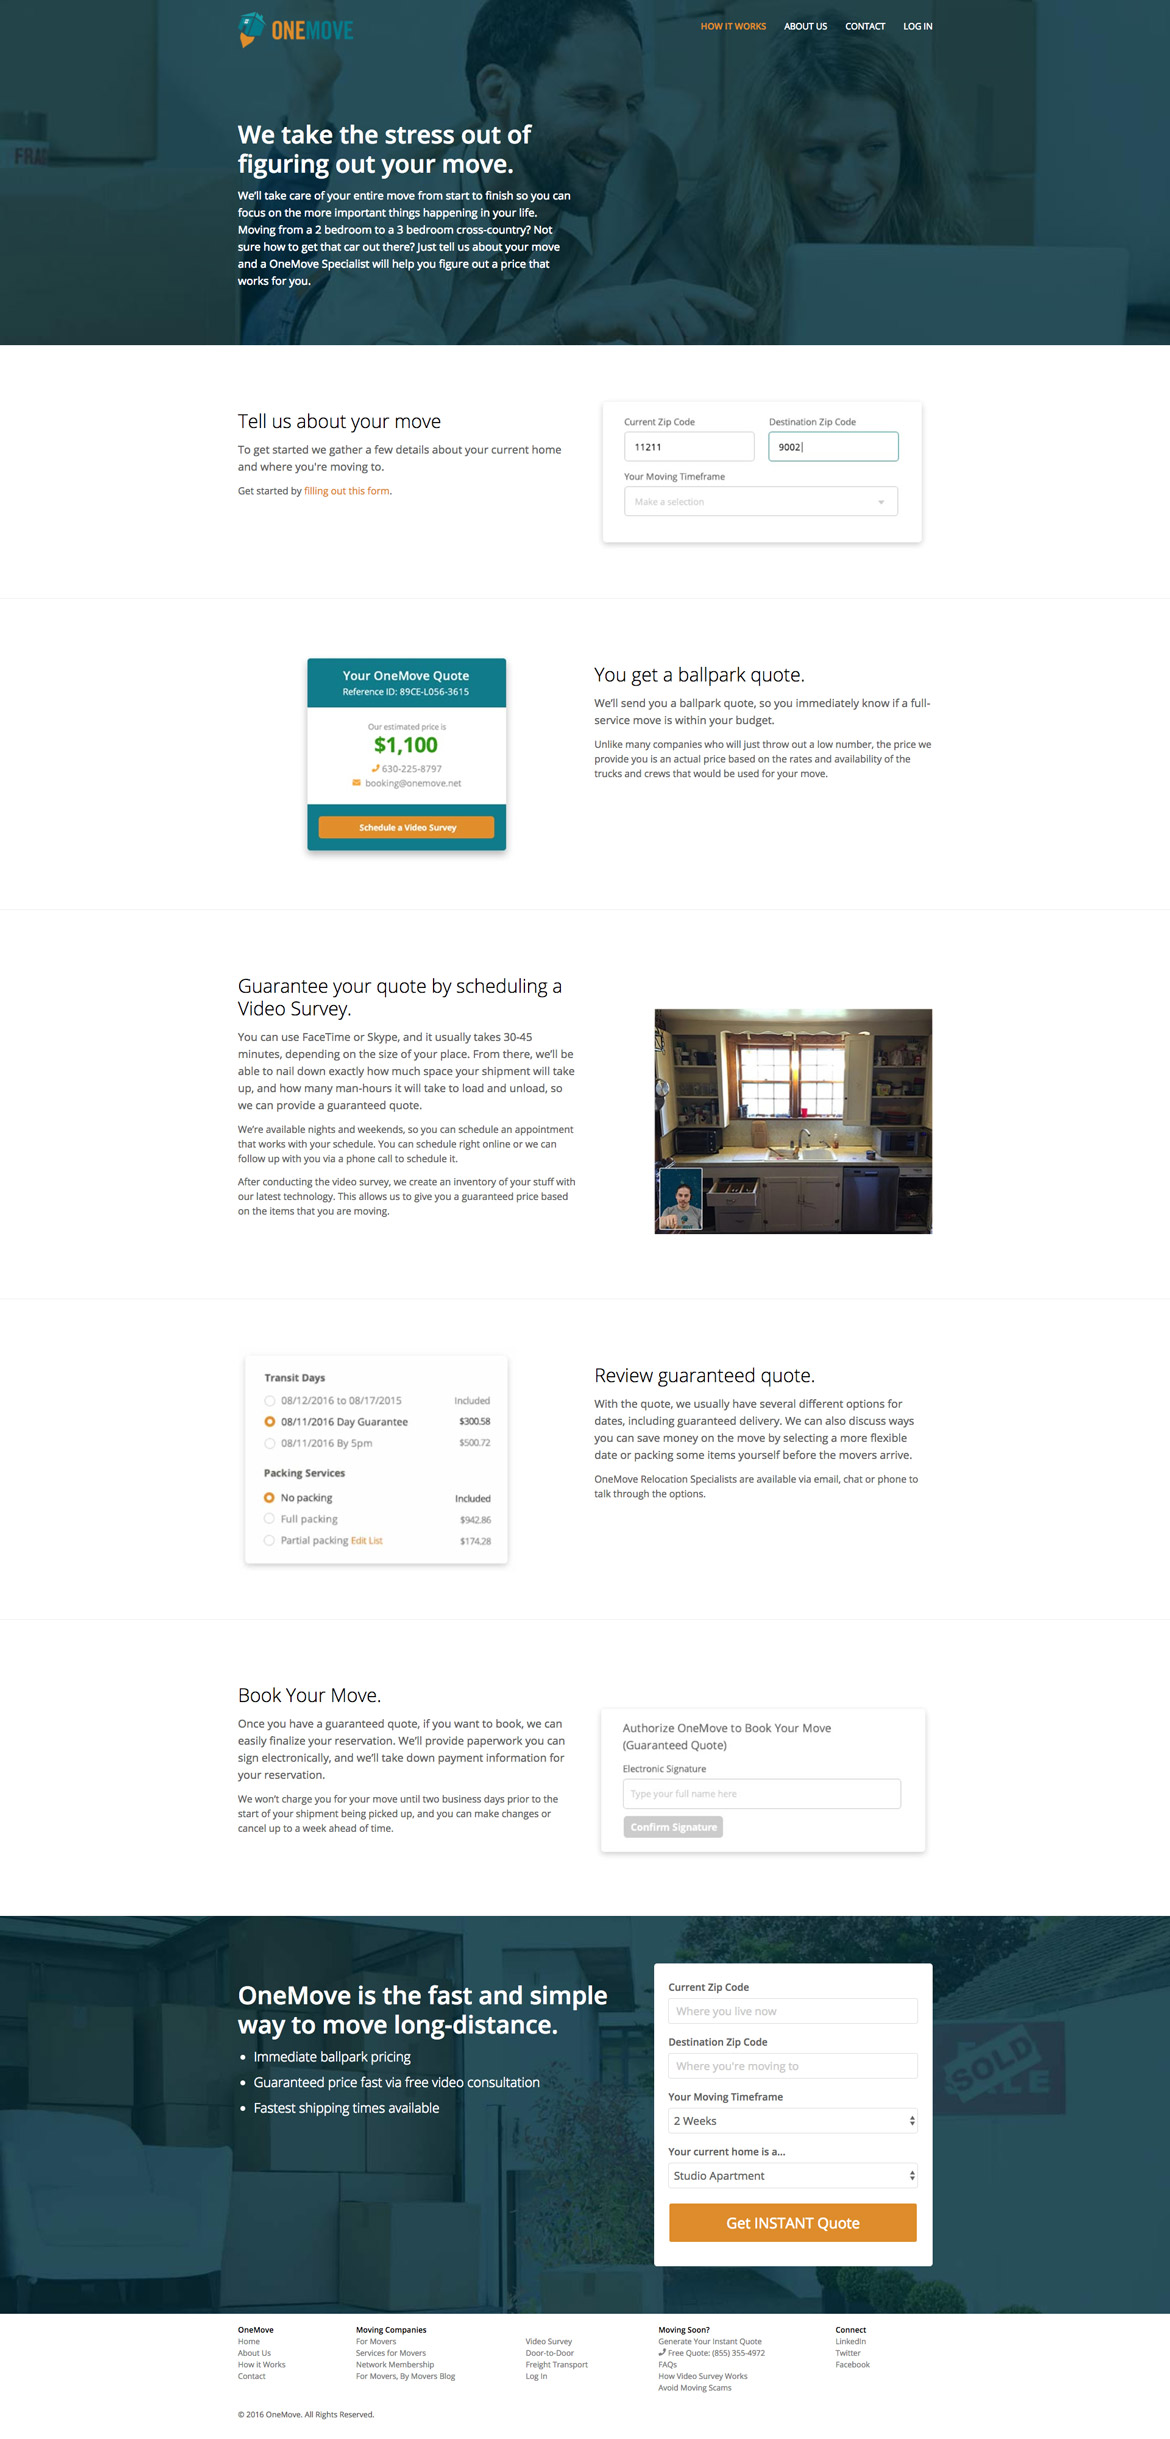 ONEMOVE
HOW IT WORKS ABOUT US CONTACT LOG IN
FRA
We take the stress out of
figuring out your move.
We'll take care of your entire move from start to finish so you can
focus on the more important things happening in your life.
Moving from a 2 bedroom to a 3 bedroom cross-country? Not
sure how to get that car out there? Just tell us about your move
and a OneMove Specialist will help you figure out a price that
works for you.
Tell us about your move
To get started we gather a few details about your current home
and where you're moving to.
Get started by filling out this form.
Current Zip Code Destination Zip Code
11211 9002
Your Moving Timeframe
Make a selection
Your OneMove Quote
Reference ID: 89CE-L056-3615
Our estimated price is
$1,100
630-225-8797
booking@onemove.net
Schedule a Video Survey
You get a ballpark quote.
We'll send you a ballpark quote, so you immediately know if a full-
service move is within your budget.
Unlike many companies who will just throw out a low number, the price we
provide you is an actual price based on the rates and availability of the
trucks and crews that would be used for your move.
Guarantee your quote by scheduling a
Video Survey.
You can use FaceTime or Skype, and it usually takes 30-45
minutes, depending on the size of your place. From there, we'll be
able to nail down exactly how much space your shipment will take
up, and how many man-hours it will take to load and unload, so
we can provide a guaranteed quote.
We're available nights and weekends, so you can schedule an appointment
that works with your schedule. You can schedule right online or we can
follow up with you via a phone call to schedule it.
After conducting the video survey, we create an inventory of your stuff with
our latest technology. This allows us to give you a guaranteed price based
on the items that you are moving.
Transit Days
08/12/2016 to 08/17/2015 Included
08/11/2016 Day Guarantee $300.58
08/11/2016 By 5pm $500.72
Packing Services
No packing Included
Full packing $942.86
Partial packing Edit List $174.28
Review guaranteed quote.
With the quote, we usually have several different options for
dates, including guaranteed delivery. We can also discuss ways
you can save money on the move by selecting a more flexible
date or packing some items yourself before the movers arrive.
OneMove Relocation Specialists are available via email, chat or phone to
talk through the options.
Book Your Move.
Once you have a guaranteed quote, if you want to book, we can
easily finalize your reservation. We'll provide paperwork you can
sign electronically, and we'll take down payment information for
your reservation.
We won't charge you for your move until two business days prior to the
start of your shipment being picked up, and you can make changes or
cancel up to a week ahead of time.
Authorize OneMove to Book Your Move
(Guaranteed Quote)
Electronic Signature
Type your full name here
Confirm Signature
OneMove is the fast and simple
way to move long-distance.
• Immediate ballpark pricing
• Guaranteed price fast via free video consultation
• Fastest shipping times available
Current Zip Code
Where you live now
Destination Zip Code
Where you're moving to
Your Moving Timeframe
2 Weeks
Your current home is a...
Studio Apartment
Get INSTANT Quote
SOLD
LE
OneMove
Home
About Us
How it Works
Contact
Moving Companies
For Movers
Services for Movers
Network Membership
For Movers, By Movers Blog
Video Survey
Door-to-Door
Freight Transport
Log In
Moving Soon?
Generate Your Instant Quote
Free Quote: (855) 355-4972
FAQs
How Video Survey Works
Avoid Moving Scams
Connect
LinkedIn
Twitter
Facebook
© 2016 OneMove. All Rights Reserved.